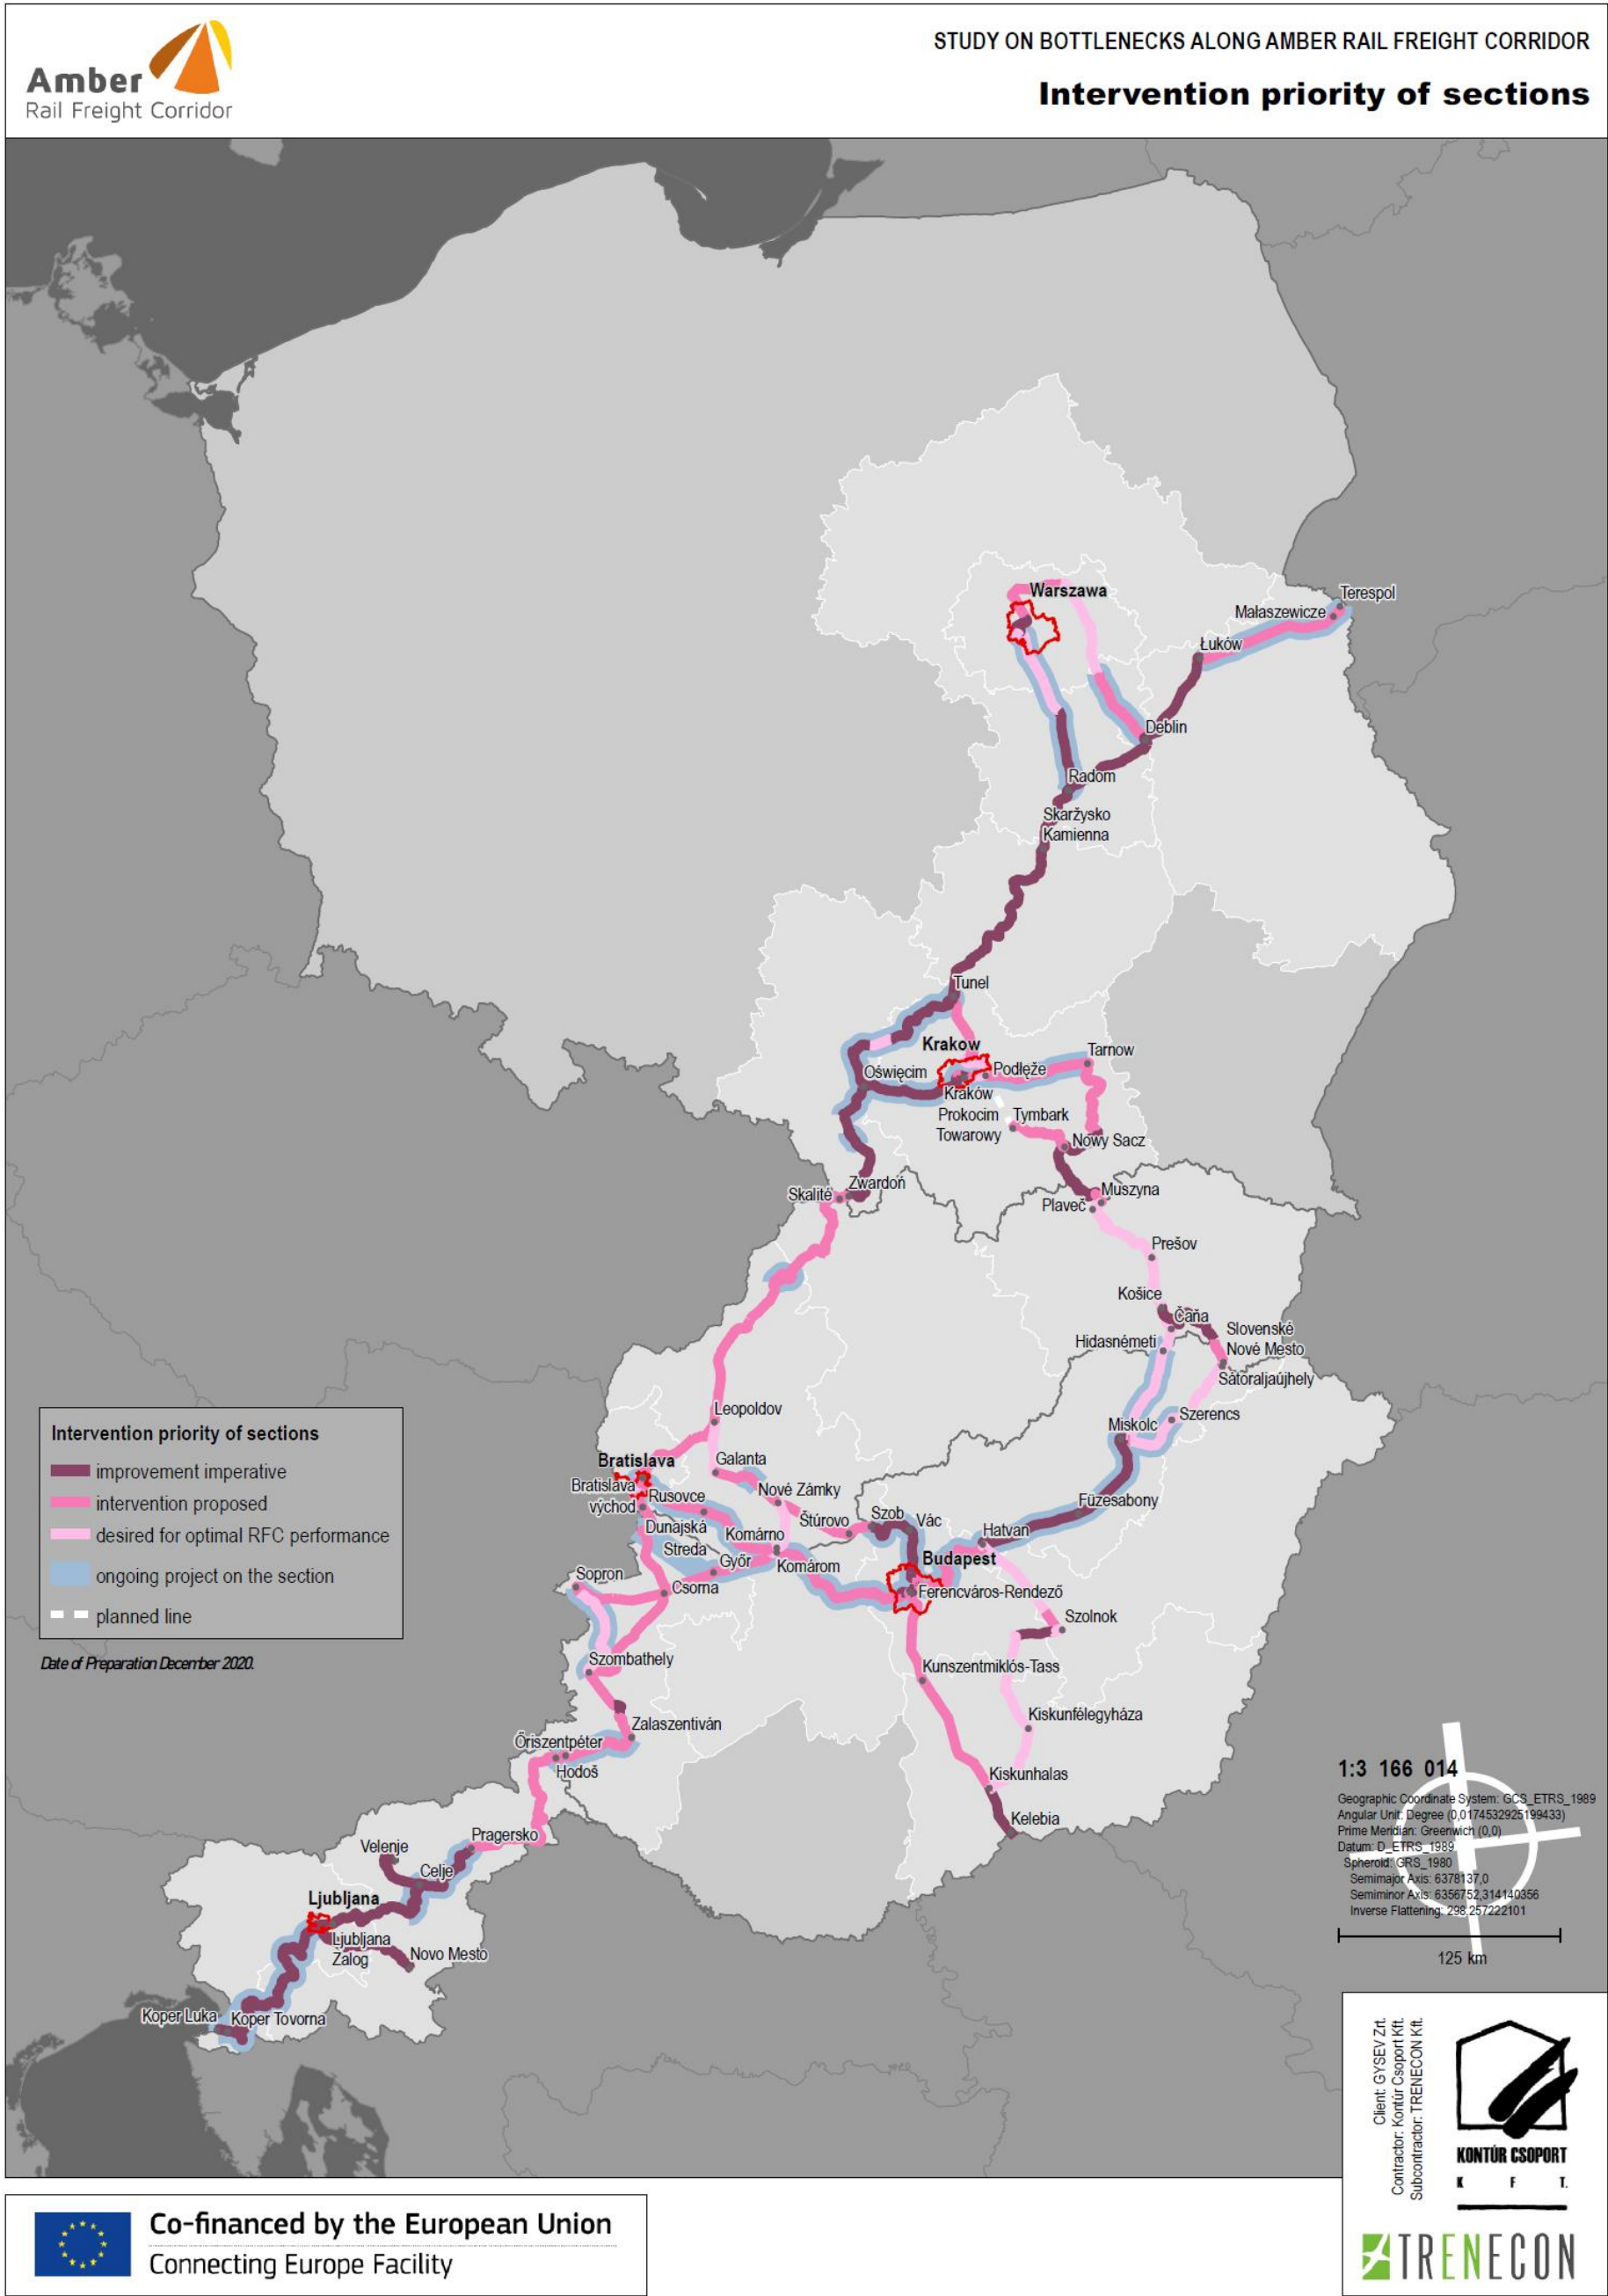 Amber
Rail Freight Corridor
STUDY ON BOTTLENECKS ALONG AMBER RAIL FREIGHT CORRIDOR
Intervention priority of sections
Warszawa
Terespol
Małaszewicze
Łuków
Deblin
Radom
Skaržysko
Kamienna
Tunel
Krakow
Tarnow
Oświęcim
Podłęže
Kraków
Prokocim
Towarowy
Tymbark
Nowy Sacz
Skalité
Zwardoń
Muszyna
Plaveč
Prešov
Košice
Čaňa
Slovenské
Nové Mesto
Hidasnémeti
Sátoraljaújhely
Leopoldov
Szerencs
Miskolc
Bratislava
Galanta
Bratislava
východ
Rusovce
Nové Zámky
Füzesabony
Dunajská
Streda
Komárno
Štúrovo
Szob
Vác
Hatvan
Győr
Komárom
Budapest
Sopron
Csorna
Ferencváros-Rendező
Szolnok
Szombathely
Kunszentmiklós-Tass
Zalaszentiván
Kiskunfélegyháza
Őriszentpéter
Hodoš
Kiskunhalas
Kelebia
Pragersko
Velenje
Celje
Ljubljana
Ljubljana
Zalog
Novo Mesto
Koper Luka
Koper Tovorna
Intervention priority of sections
improvement imperative
intervention proposed
desired for optimal RFC performance
ongoing project on the section
planned line
Date of Preparation December 2020.
1:3 166 014
Geographic Coordinate System: GCS_ETRS_1989
Angular Unit: Degree (0,0174532925199433)
Prime Meridian: Greenwich (0,0)
Datum: D_ETRS_1989
Spheroid: GRS_1980
Semimajor Axis: 6378137,0
Semiminor Axis: 6356752,314140356
Inverse Flattening: 298,257222101
125 km
Client: GYSEV Zrt.
Contractor: Kontúr Csoport Kft.
Subcontractor: TRENECON Kft.
KONTÚR CSOPORT
K F T.
TRENECON
Co-financed by the European Union
Connecting Europe Facility